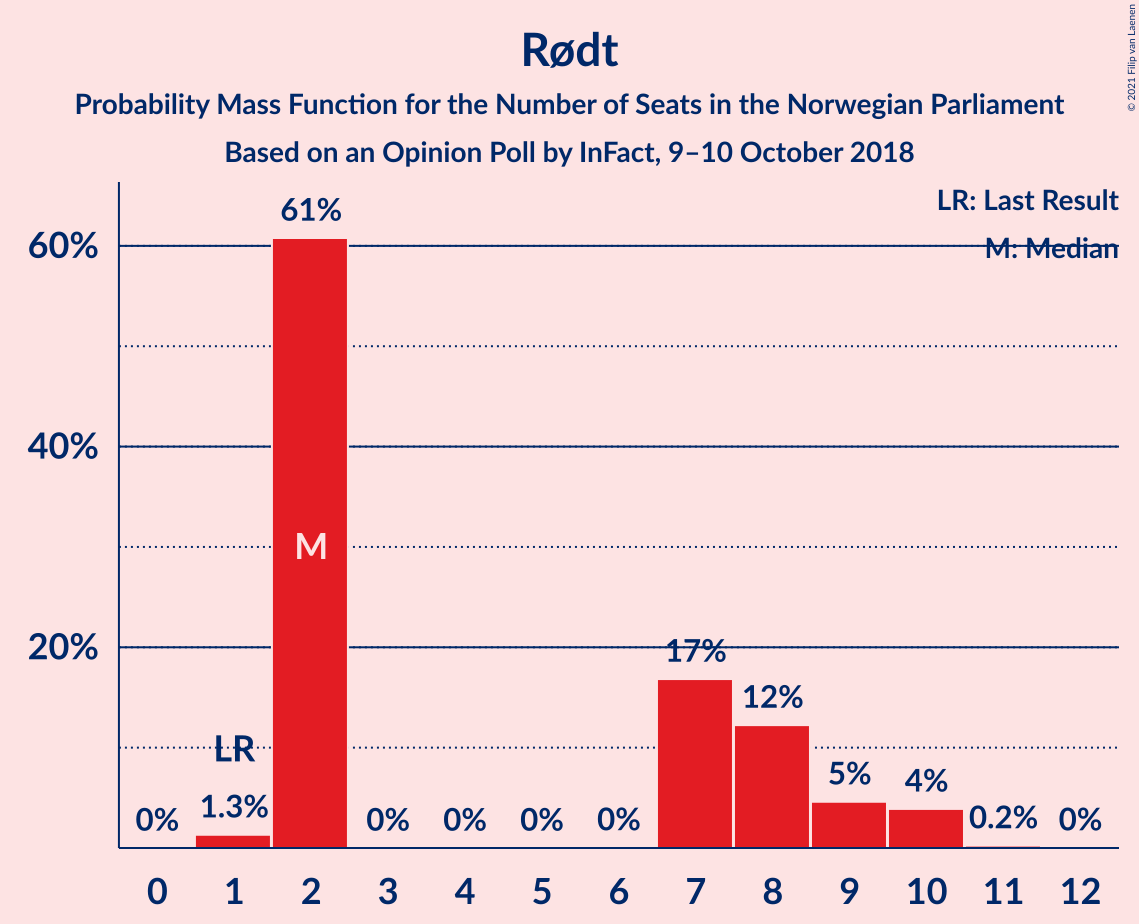 Rødt
Probability Mass Function for the Number of Seats in the Norwegian Parliament
Based on an Opinion Poll by InFact, 9–10 October 2018
© 2021 Filip van Laenen
LR: Last Result
M: Median
60%
40%
20%
0%
LR
1.3%
61%
M
0%
0%
0%
0%
17%
12%
5%
4%
0.2%
0%
0 1 2 3 4 5 6 7 8 9 10 11 12